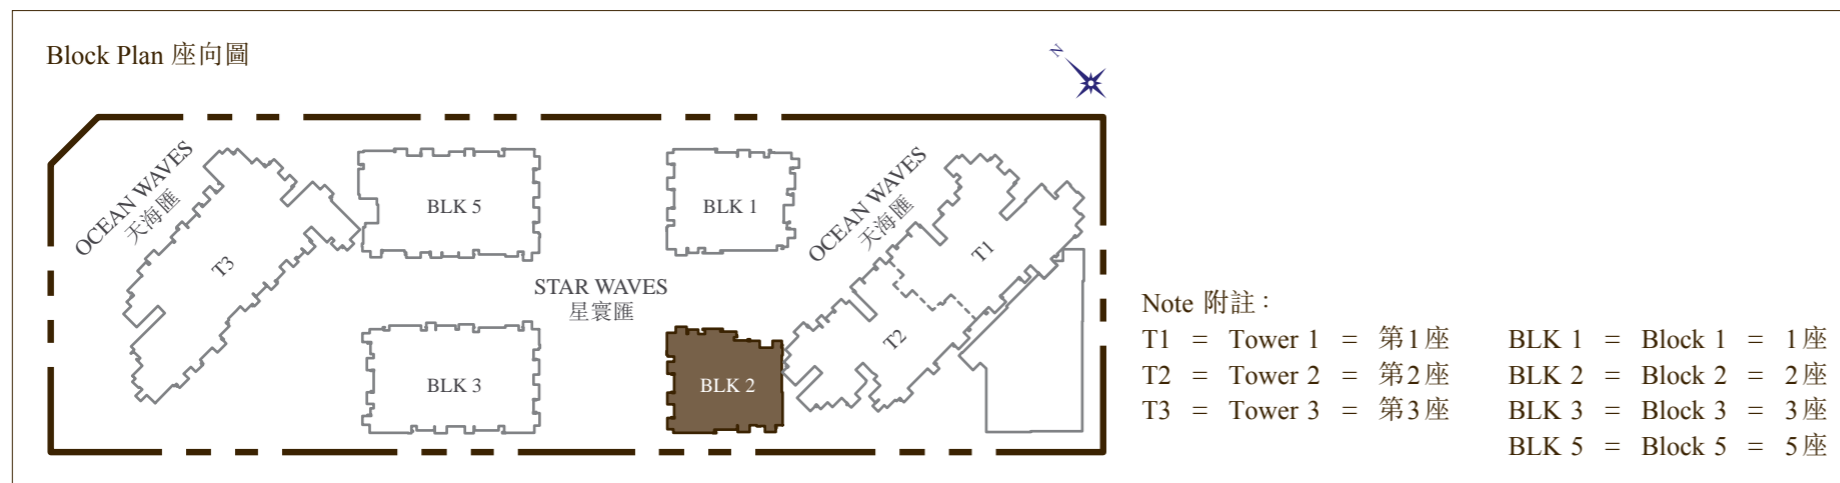 Block Plan 座向圖
N
OCEAN WAVES
天海匯
BLK 5
BLK 1
OCEAN WAVES
天海匯
T3
T1
STAR WAVES
星寰匯
BLK 3
BLK 2
T2
Note 附註：
T1 = Tower 1 = 第1座 BLK 1 = Block 1 = 1座
T2 = Tower 2 = 第2座 BLK 2 = Block 2 = 2座
T3 = Tower 3 = 第3座 BLK 3 = Block 3 = 3座
BLK 5 = Block 5 = 5座